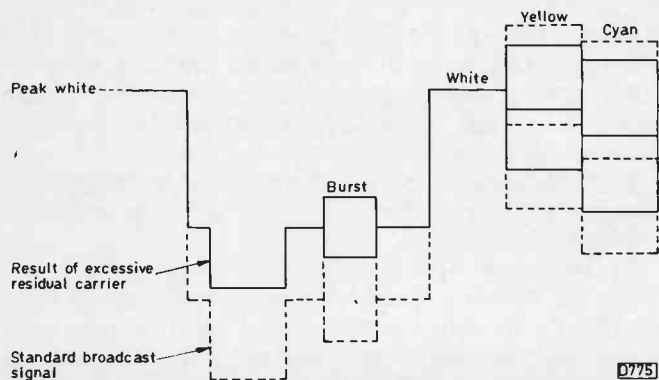 Yellow
Cyan
Peak white
White
Burst
Result of excessive
residual carrier
Standard broadcast
signal
D775